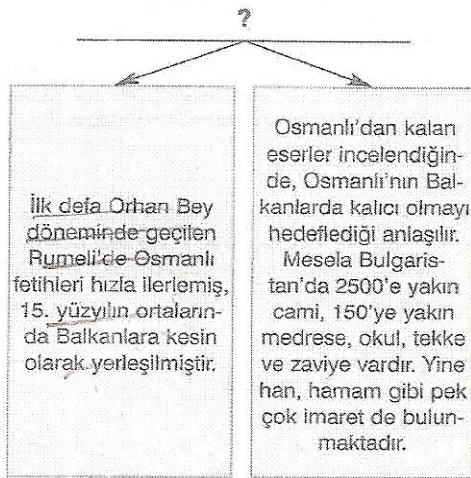 ?
İlk defa Orhan Bey
döneminde geçilen
Rumeli'de Osmanlı
fetihleri hızla ilerlemiş,
15. yüzyılın ortaların-
da Balkanlara kesin
olarak yerleşilmiştir.
Osmanlı'dan kalan
eserler incelendiğin-
de, Osmanlı'nın Bal-
kanlarda kalıcı olmayı
hedeflediği anlaşılır.
Mesela Bulgaris-
tan'da 2500'e yakın
cami, 150'ye yakın
medrese, okul, tekke
ve zaviye vardır. Yine
han, hamam gibi pek
çok imaret de bulun-
maktadır.